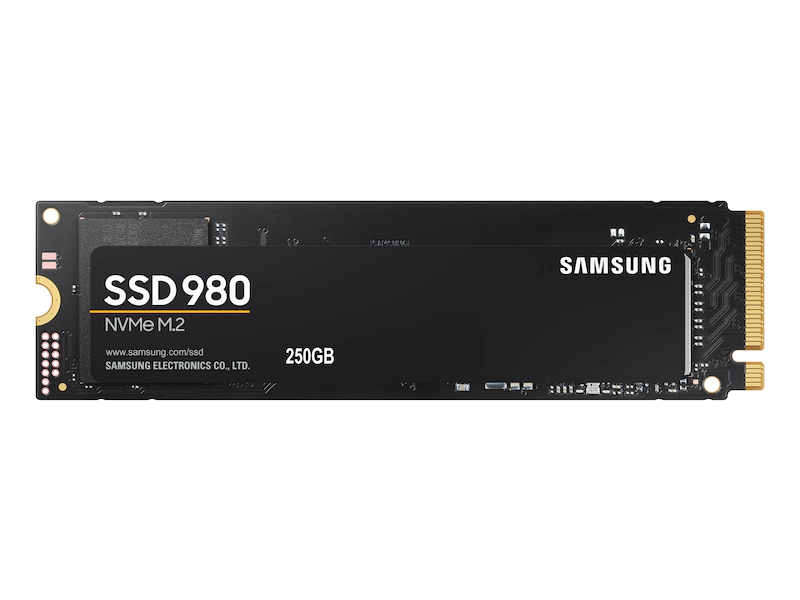 SAMSUNG
SSD 980
NVMe M.2
www.samsung.com/ssd
SAMSUNG ELECTRONICS CO., LTD.
250GB